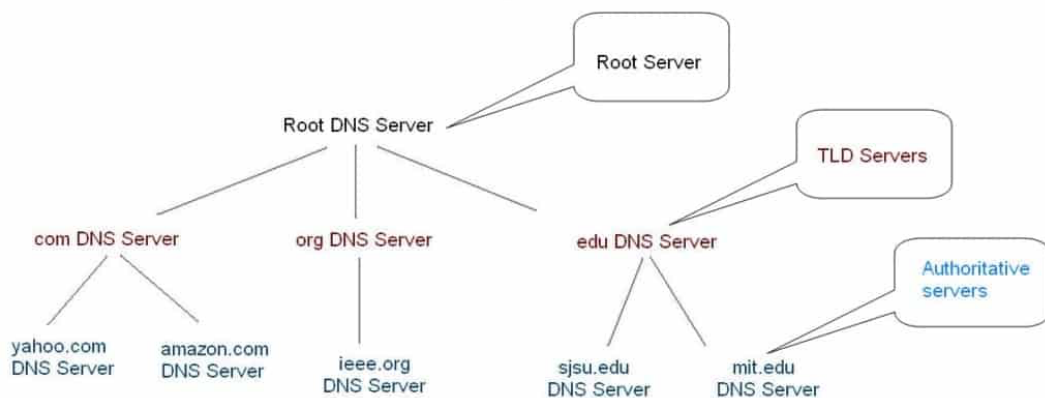 Root Server
Root DNS Server
TLD Servers
com DNS Server
org DNS Server
edu DNS Server
Authoritative
servers
yahoo.com
DNS Server
amazon.com
DNS Server
ieee.org
DNS Server
sjsu.edu
DNS Server
mit.edu
DNS Server